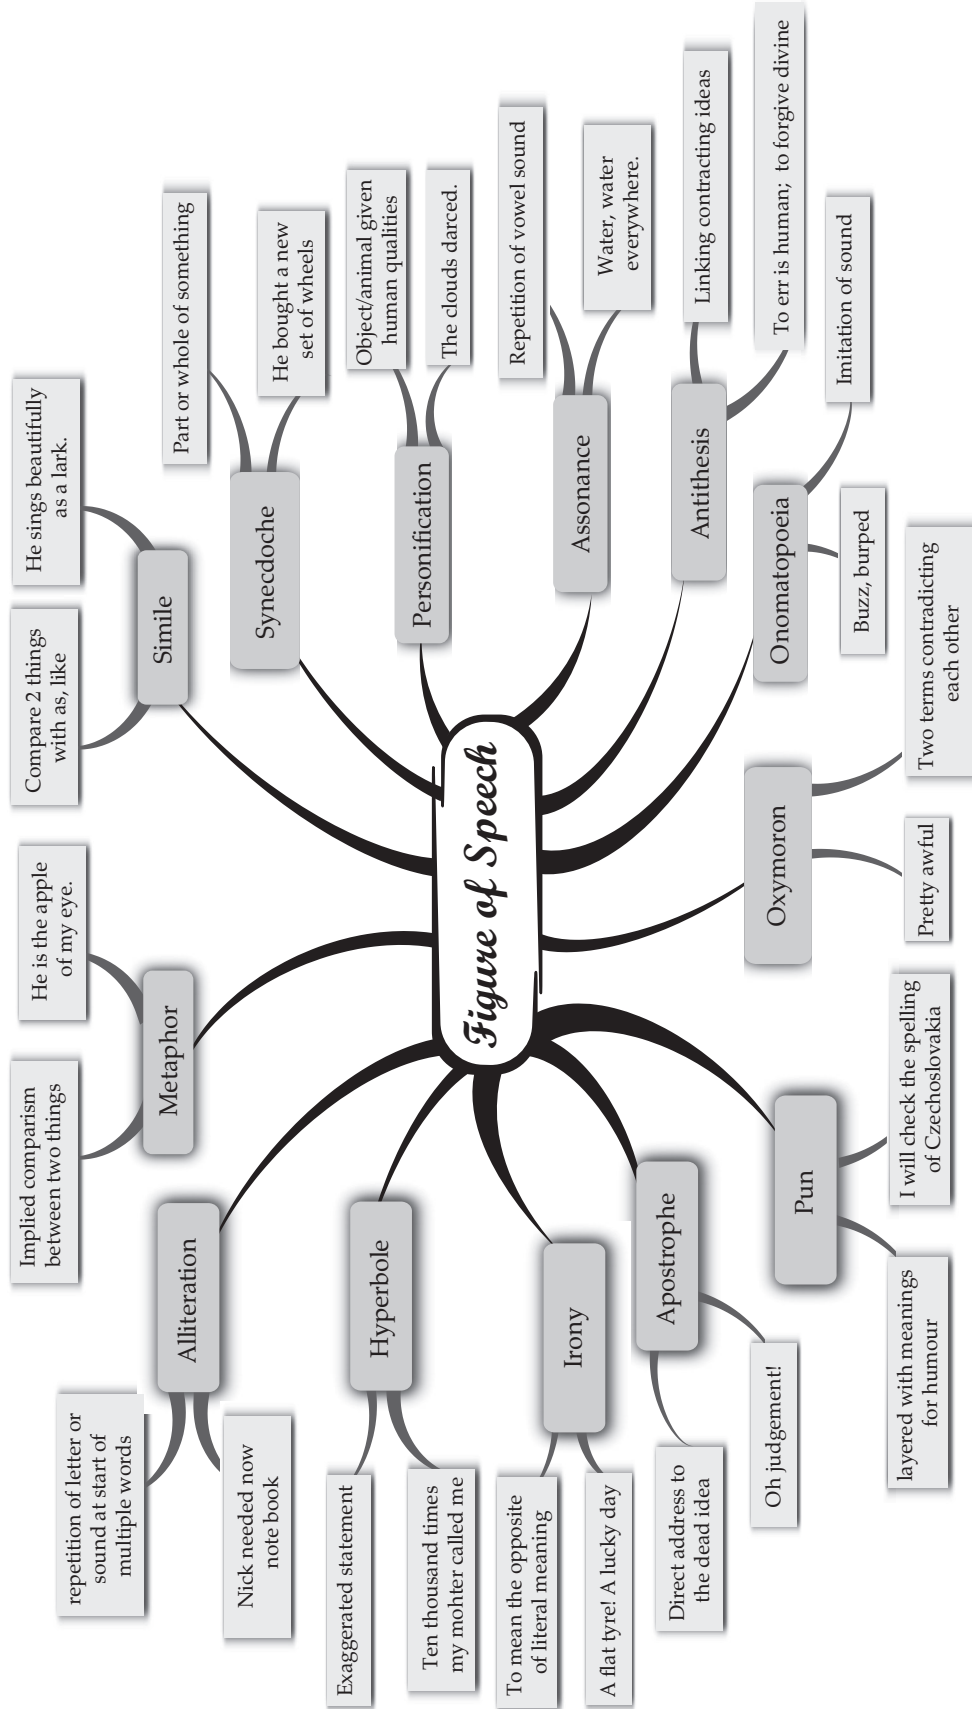 Figure of Speech
Alliteration
repetition of letter or
sound at start of
multiple words
Nick needed now
note book
Metaphor
Implied comparism
between two things
He is the apple
of my eye.
Simile
Compare 2 things
with as, like
He sings beautifully
as a lark.
Synecdoche
Part or whole of something
He bought a new
set of wheels
Personification
Object/animal given
human qualities
The clouds darced.
Assonance
Repetition of vowel sound
Water, water
everywhere.
Antithesis
Linking contracting ideas
To err is human; to forgive divine
Onomatopoeia
Imitation of sound
Buzz, burped
Oxymoron
Two terms contradicting
each other
Pretty awful
Pun
I will check the spelling
of Czechoslovakia
layered with meanings
for humour
Apostrophe
Direct address to
the dead idea
Oh judgement!
Irony
To mean the opposite
of literal meaning
A flat tyre! A lucky day
Hyperbole
Exaggerated statement
Ten thousand times
my mohter called me